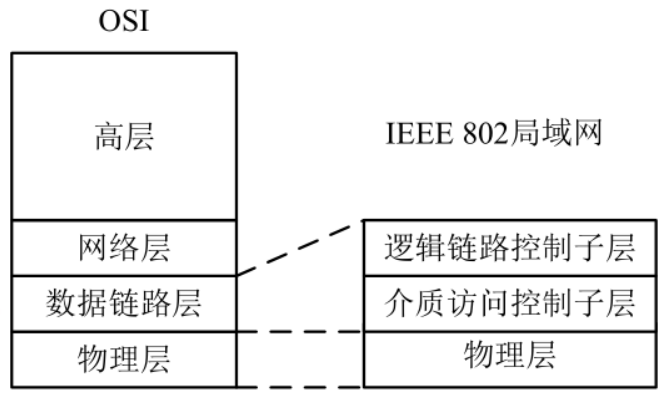 OSI
高层
IEEE 802局域网
网络层
逻辑链路控制子层
数据链路层
介质访问控制子层
物理层
物理层